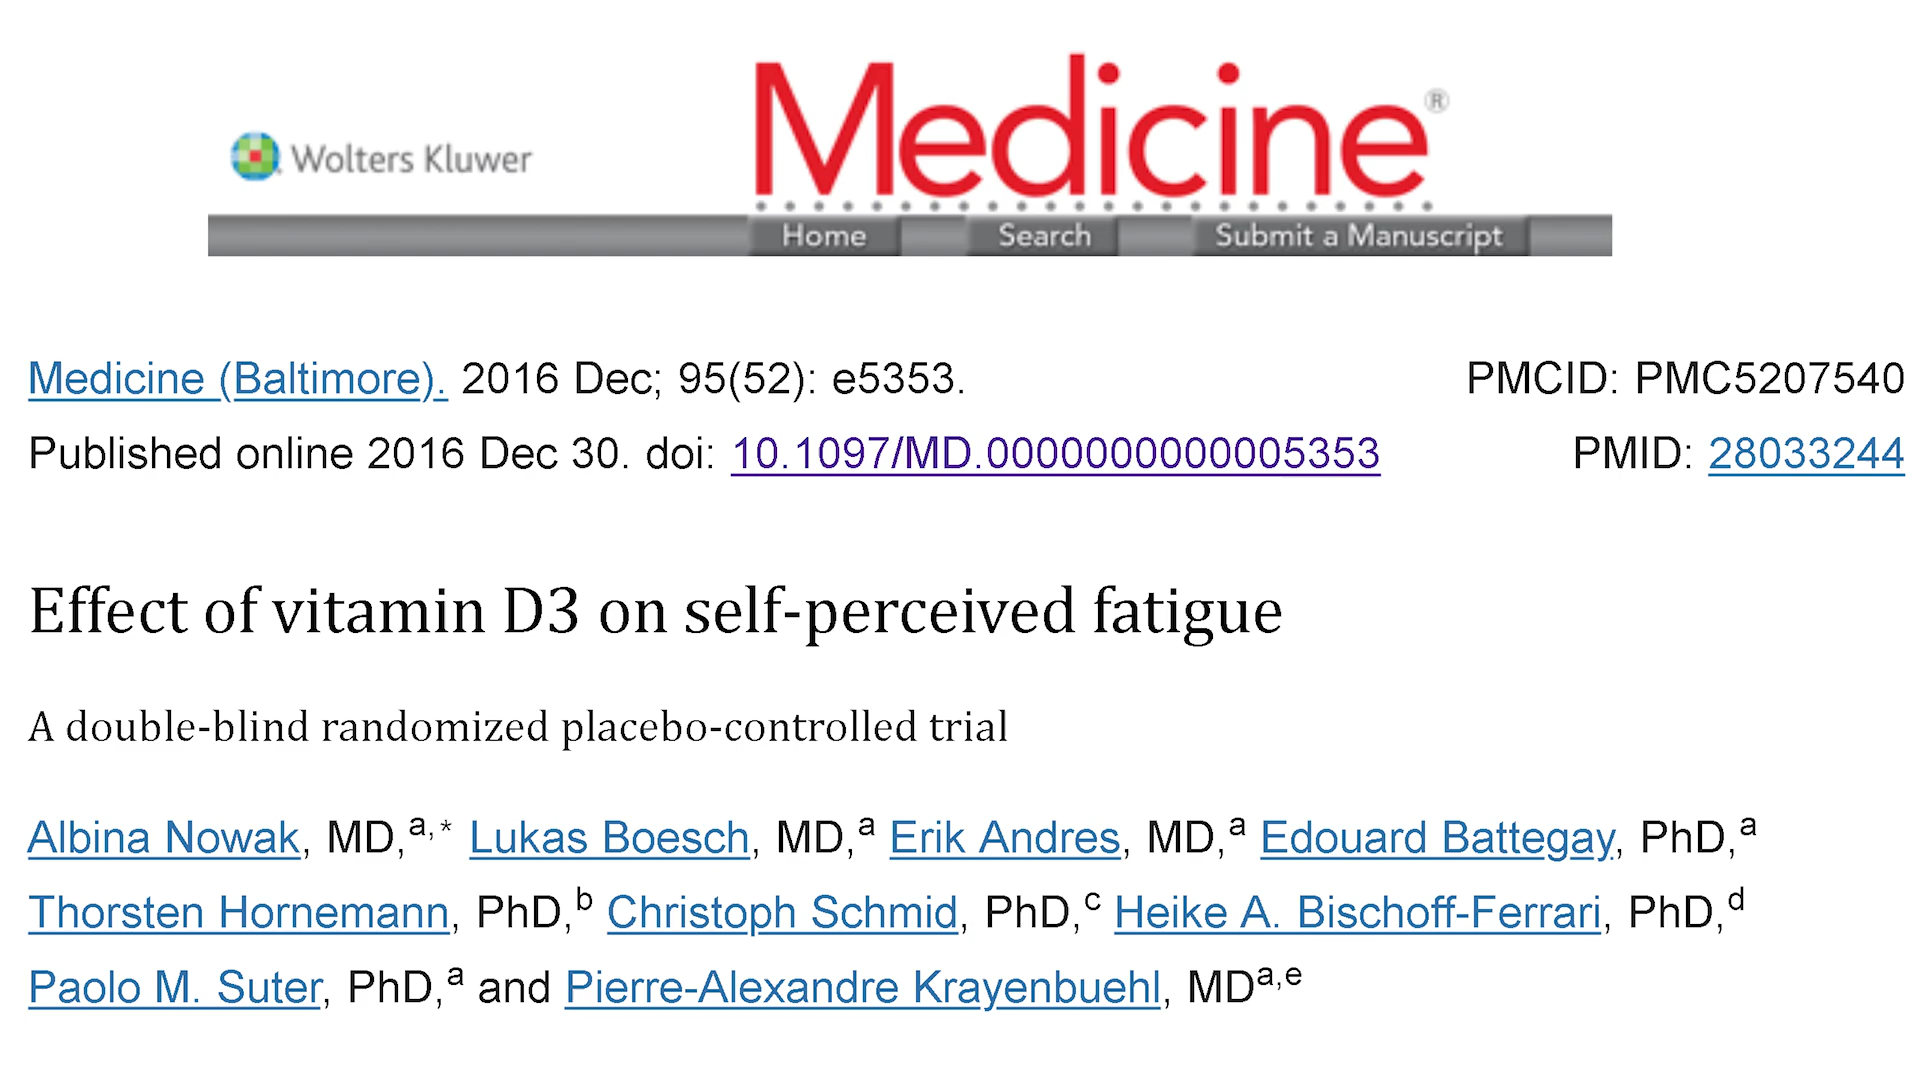 Wolters Kluwer
Medicine®
Home Search Submit a Manuscript
Medicine (Baltimore). 2016 Dec; 95(52): e5353. PMCID: PMC5207540
Published online 2016 Dec 30. doi: 10.1097/MD.0000000000005353 PMID: 28033244
Effect of vitamin D3 on self-perceived fatigue
A double-blind randomized placebo-controlled trial
Albina Nowak, MD,a,* Lukas Boesch, MD,a Erik Andres, MD,a Edouard Battegay, PhD,a
Thorsten Hornemann, PhD,b Christoph Schmid, PhD,c Heike A. Bischoff-Ferrari, PhD,d
Paolo M. Suter, PhD,a and Pierre-Alexandre Krayenbuehl, MDa,e